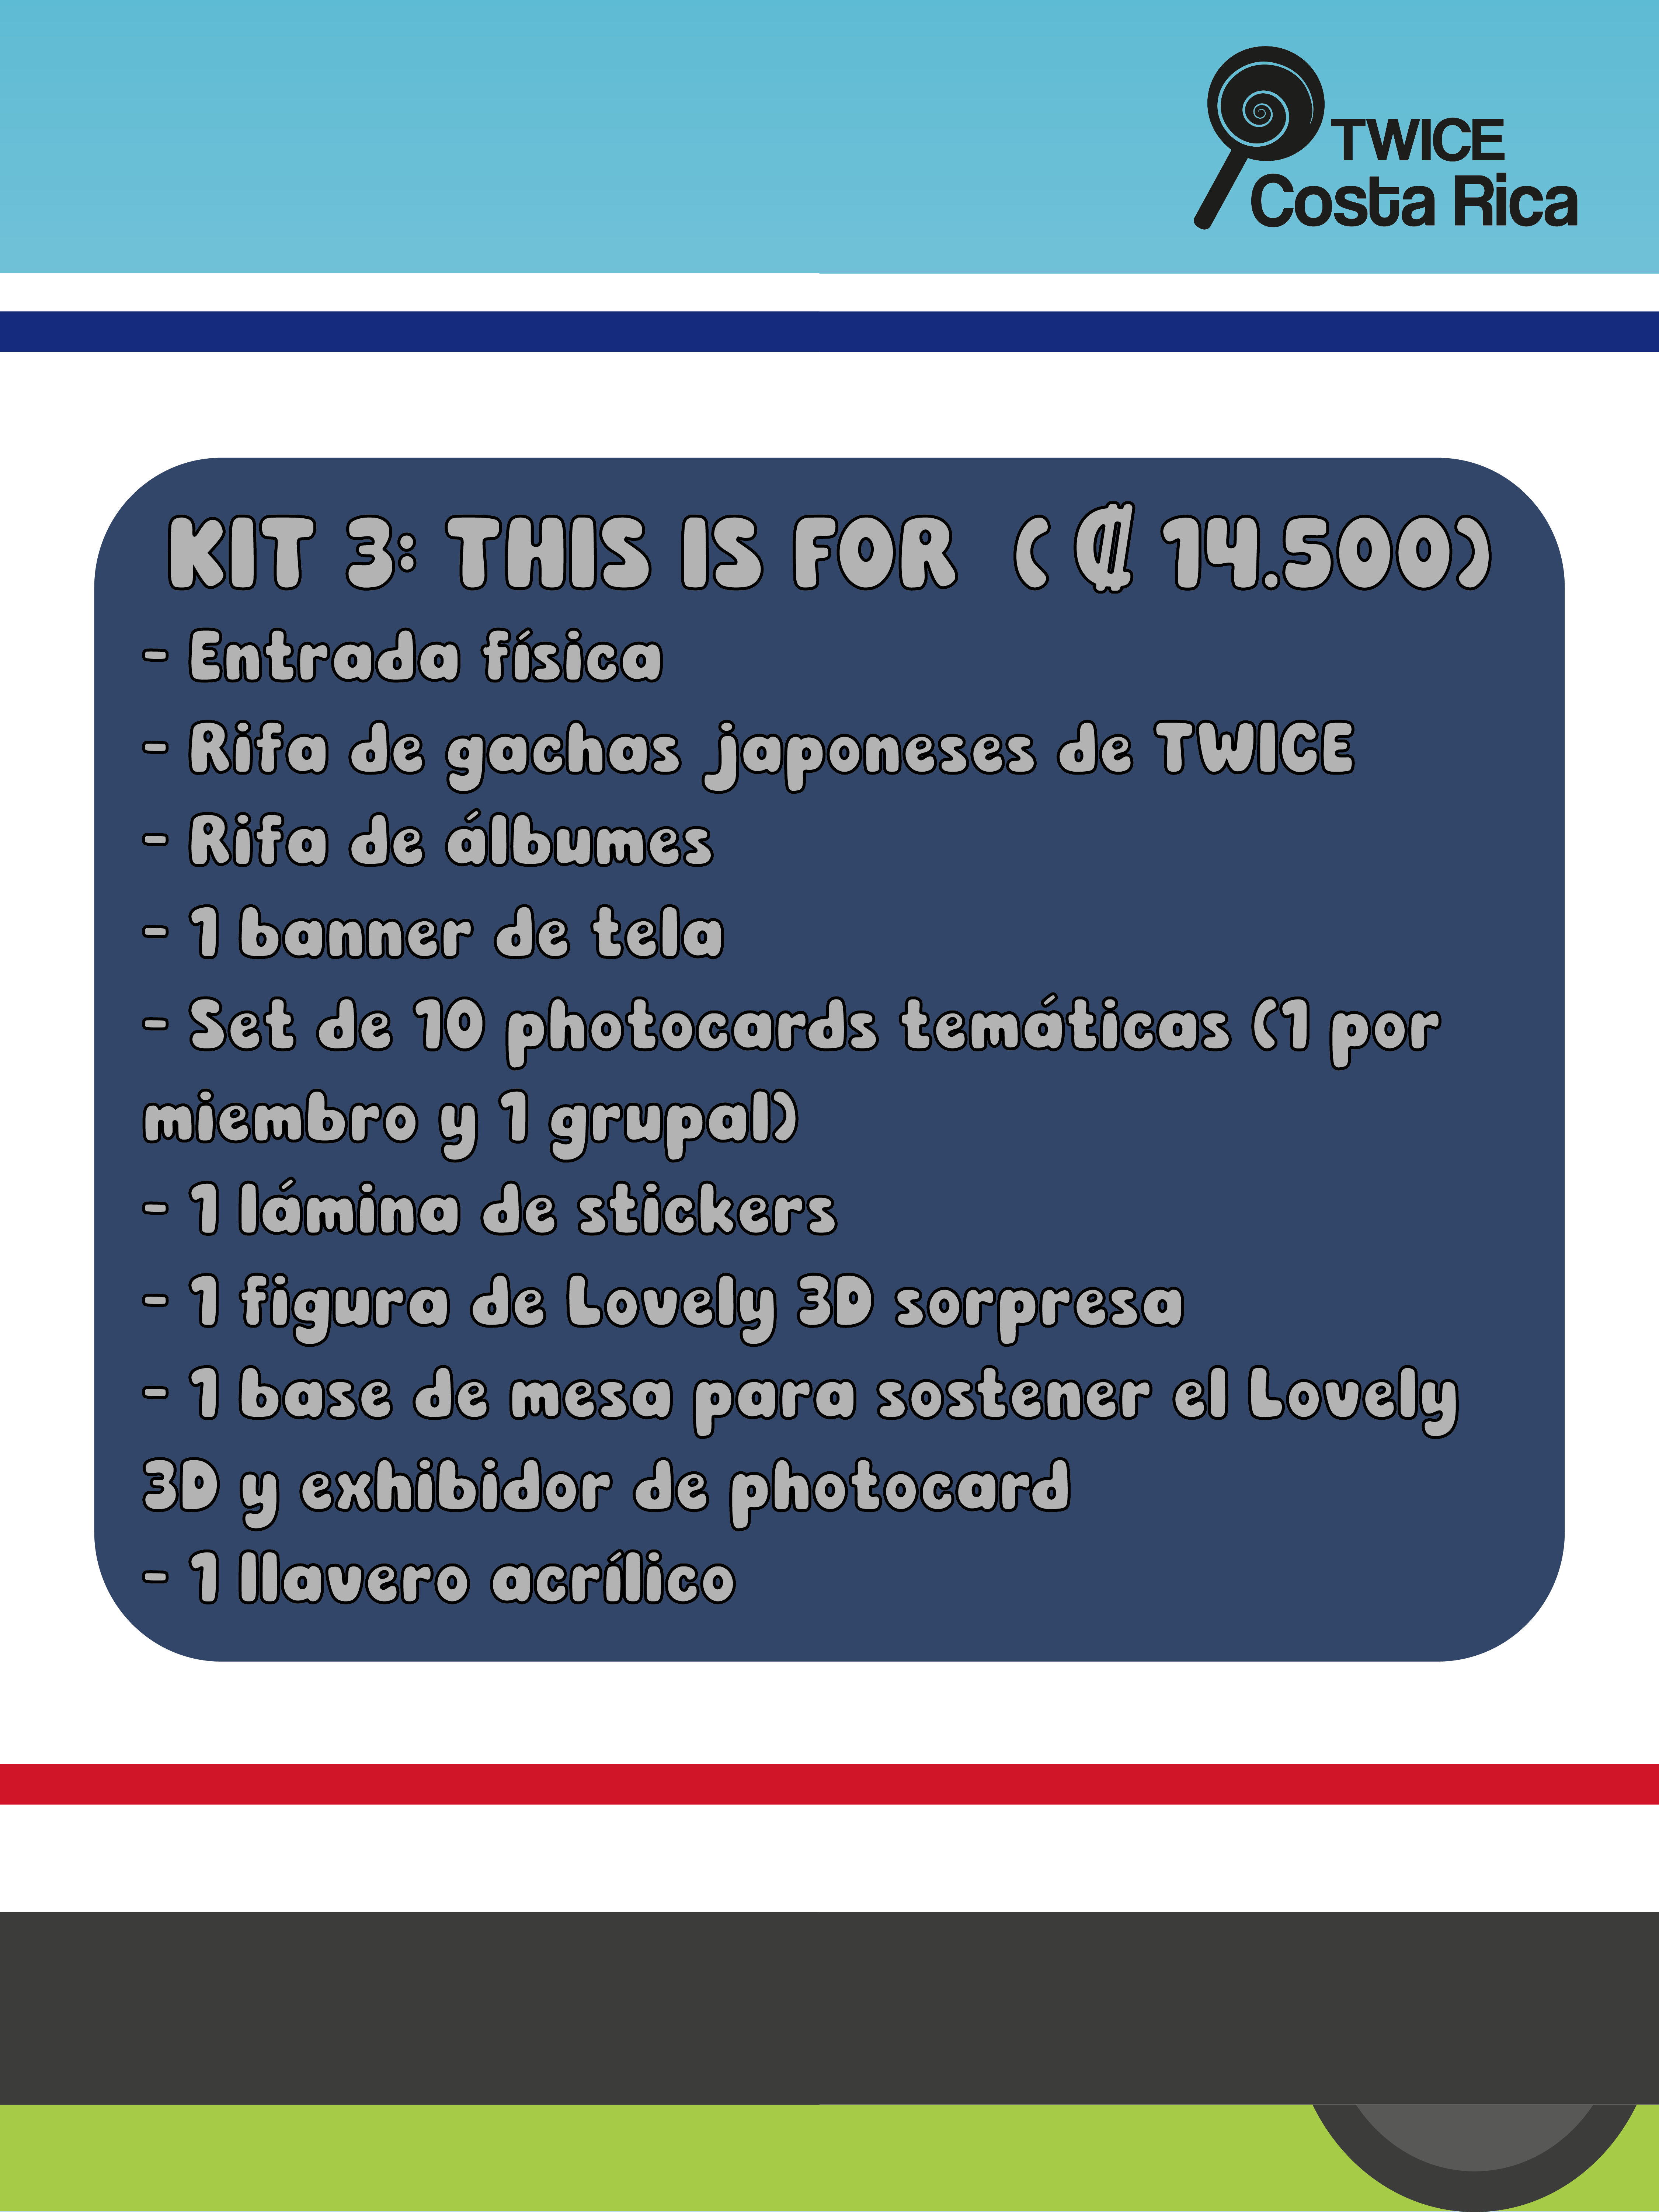 TWICE
Costa Rica
KIT 3: THIS IS FOR ( ₡ 14.500)
- Entrada física
- Rifa de gachas japoneses de TWICE
- Rifa de álbumes
- 1 banner de tela
- Set de 10 photocards temáticas (1 por
miembro y 1 grupal)
- 1 lámina de stickers
- 1 figura de Lovely 3D sorpresa
- 1 base de mesa para sostener el Lovely
3D y exhibidor de photocard
- 1 llavero acrílico